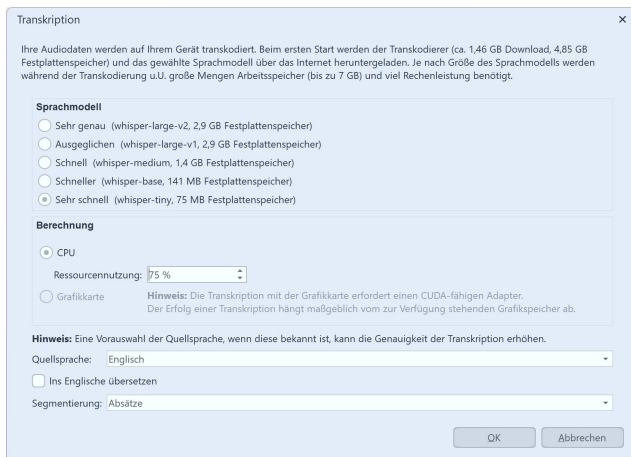 Transkription
Ihre Audiodaten werden auf Ihrem Gerät transkodiert. Beim ersten Start werden der Transkodierer (ca. 1,46 GB Download, 4,85 GB
Festplattenspeicher) und das gewählte Sprachmodell über das Internet heruntergeladen. Je nach Größe des Sprachmodells werden
während der Transkodierung u.U. große Mengen Arbeitsspeicher (bis zu 7 GB) und viel Rechenleistung benötigt.
Sprachmodell
Sehr genau (whisper-large-v2, 2,9 GB Festplattenspeicher)
Ausgeglichen (whisper-large-v1, 2,9 GB Festplattenspeicher)
Schnell (whisper-medium, 1,4 GB Festplattenspeicher)
Schneller (whisper-base, 141 MB Festplattenspeicher)
Sehr schnell (whisper-tiny, 75 MB Festplattenspeicher)
Berechnung
CPU
Ressourcennutzung: 75 %
Grafikkarte Hinweis: Die Transkription mit der Grafikkarte erfordert einen CUDA-fähigen Adapter.
Der Erfolg einer Transkription hängt maßgeblich vom zur Verfügung stehenden Grafikspeicher ab.
Hinweis: Eine Vorauswahl der Quellsprache, wenn diese bekannt ist, kann die Genauigkeit der Transkription erhöhen.
Quellsprache: Englisch
Ins Englische übersetzen
Segmentierung: Absätze
OK Abbrechen